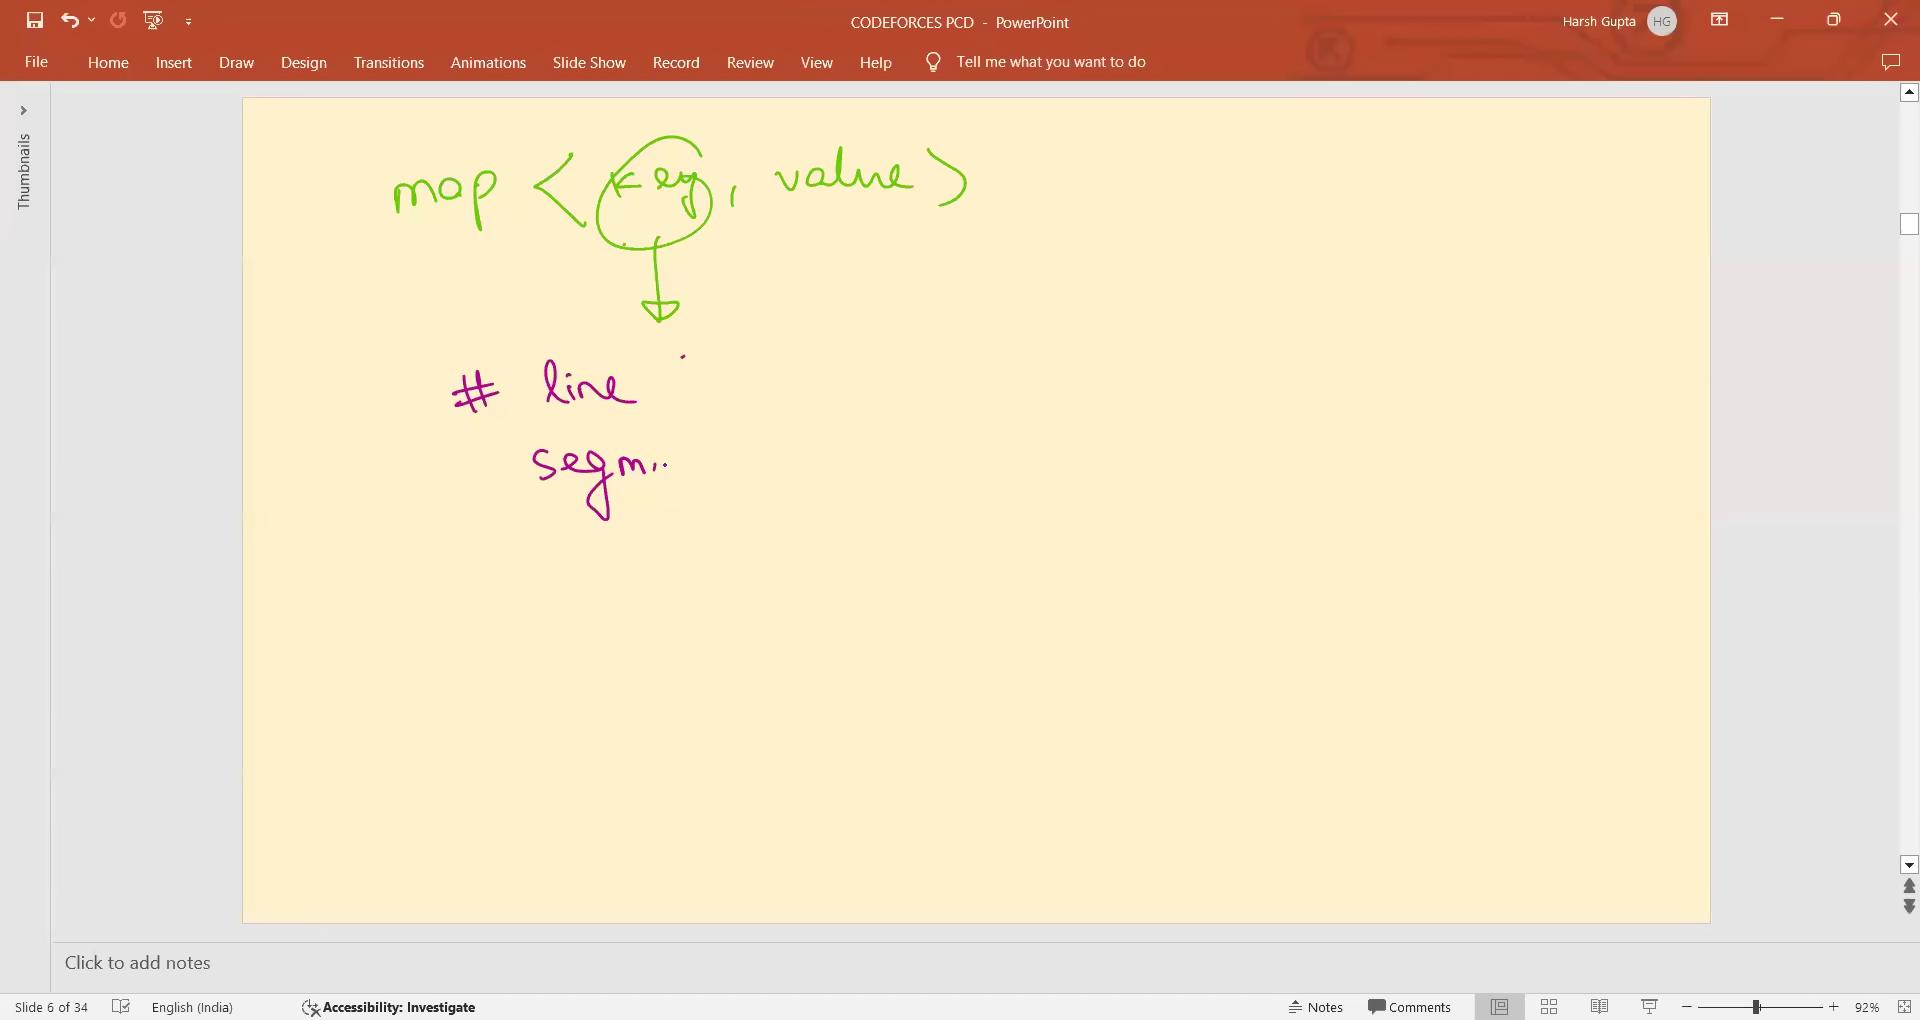 CODEFORCES PCD - PowerPoint
Harsh Gupta HG
File Home Insert Draw Design Transitions Animations Slide Show Record Review View Help Tell me what you want to do
Thumbnails
map < key, value >
# line
segm
Click to add notes
Slide 6 of 34 English (India) Accessibility: Investigate Notes Comments 92%